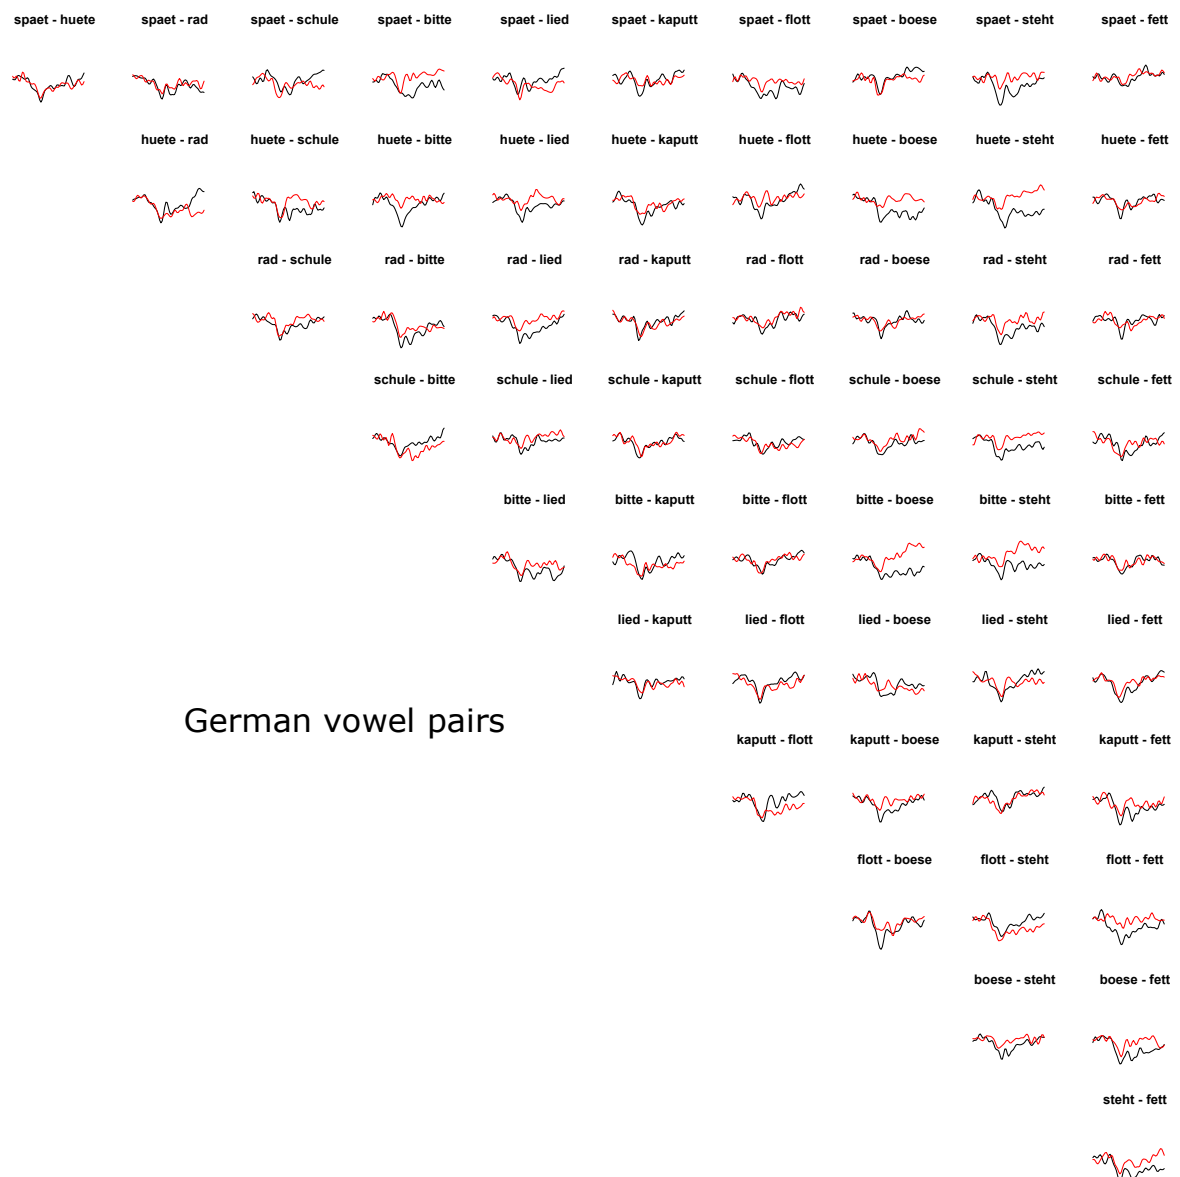 spaet - huete spaet - rad spaet - schule spaet - bitte spaet - lied spaet - kaputt spaet - flott spaet - boese spaet - steht spaet - fett
huete - rad huete - schule huete - bitte huete - lied huete - kaputt huete - flott huete - boese huete - steht huete - fett
rad - schule rad - bitte rad - lied rad - kaputt rad - flott rad - boese rad - steht rad - fett
schule - bitte schule - lied schule - kaputt schule - flott schule - boese schule - steht schule - fett
bitte - lied bitte - kaputt bitte - flott bitte - boese bitte - steht bitte - fett
lied - kaputt lied - flott lied - boese lied - steht lied - fett
German vowel pairs
kaputt - flott kaputt - boese kaputt - steht kaputt - fett
flott - boese flott - steht flott - fett
boese - steht boese - fett
steht - fett